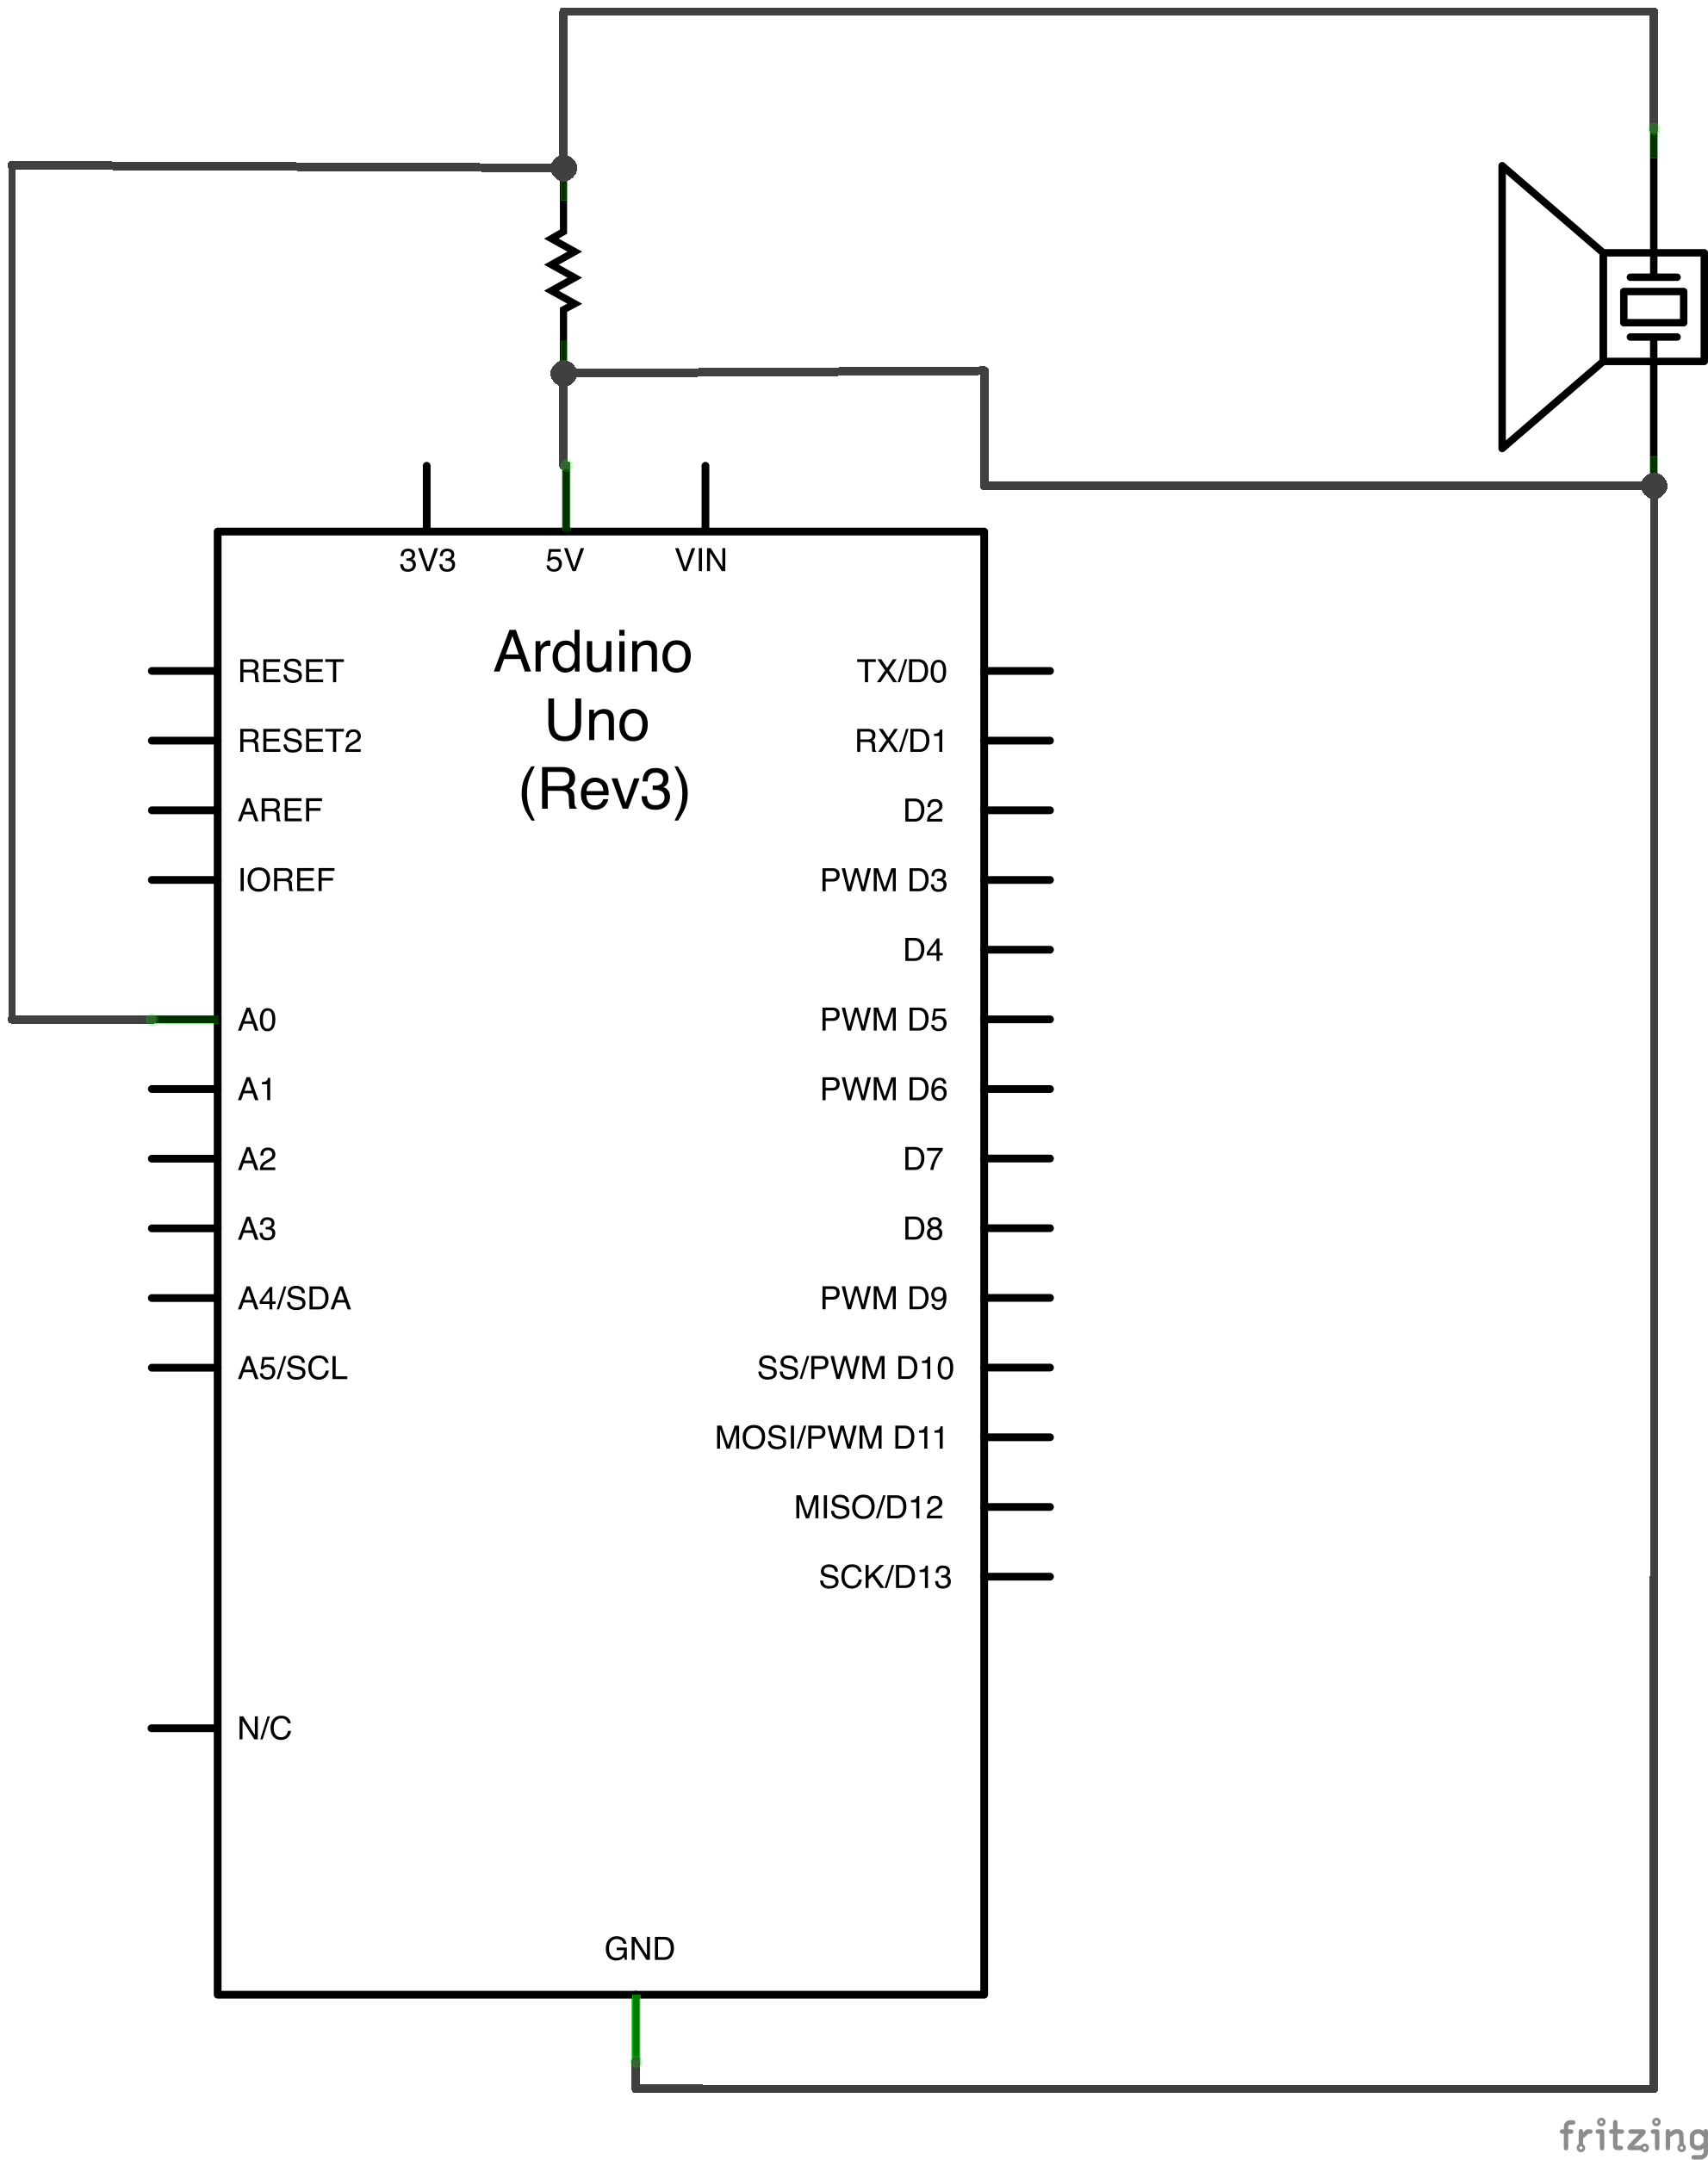 3V3 5V VIN
Arduino
Uno
(Rev3)
RESET TX/D0
RESET2 RX/D1
AREF D2
IOREF PWM D3
D4
A0 PWM D5
A1 PWM D6
A2 D7
A3 D8
A4/SDA PWM D9
A5/SCL SS/PWM D10
MOSI/PWM D11
MISO/D12
SCK/D13
N/C
GND
fritzing